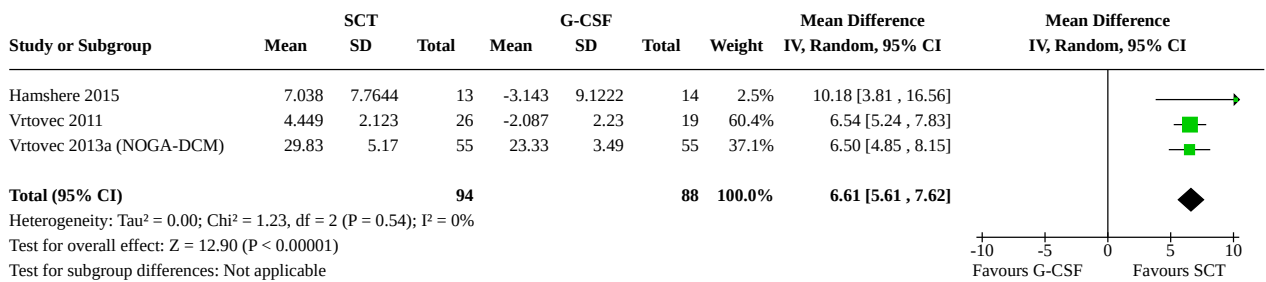 SCT G-CSF Mean Difference Mean Difference
Study or Subgroup Mean SD Total Mean SD Total Weight IV, Random, 95% CI IV, Random, 95% CI
Hamshere 2015 7.038 7.7644 13 -3.143 9.1222 14 2.5% 10.18 [3.81 , 16.56]
Vrtovec 2011 4.449 2.123 26 -2.087 2.23 19 60.4% 6.54 [5.24 , 7.83]
Vrtovec 2013a (NOGA-DCM) 29.83 5.17 55 23.33 3.49 55 37.1% 6.50 [4.85 , 8.15]
Total (95% CI) 94 88 100.0% 6.61 [5.61 , 7.62]
Heterogeneity: Tau² = 0.00; Chi² = 1.23, df = 2 (P = 0.54); I² = 0%
Test for overall effect: Z = 12.90 (P < 0.00001)
Test for subgroup differences: Not applicable
-10 -5 0 5 10
Favours G-CSF Favours SCT